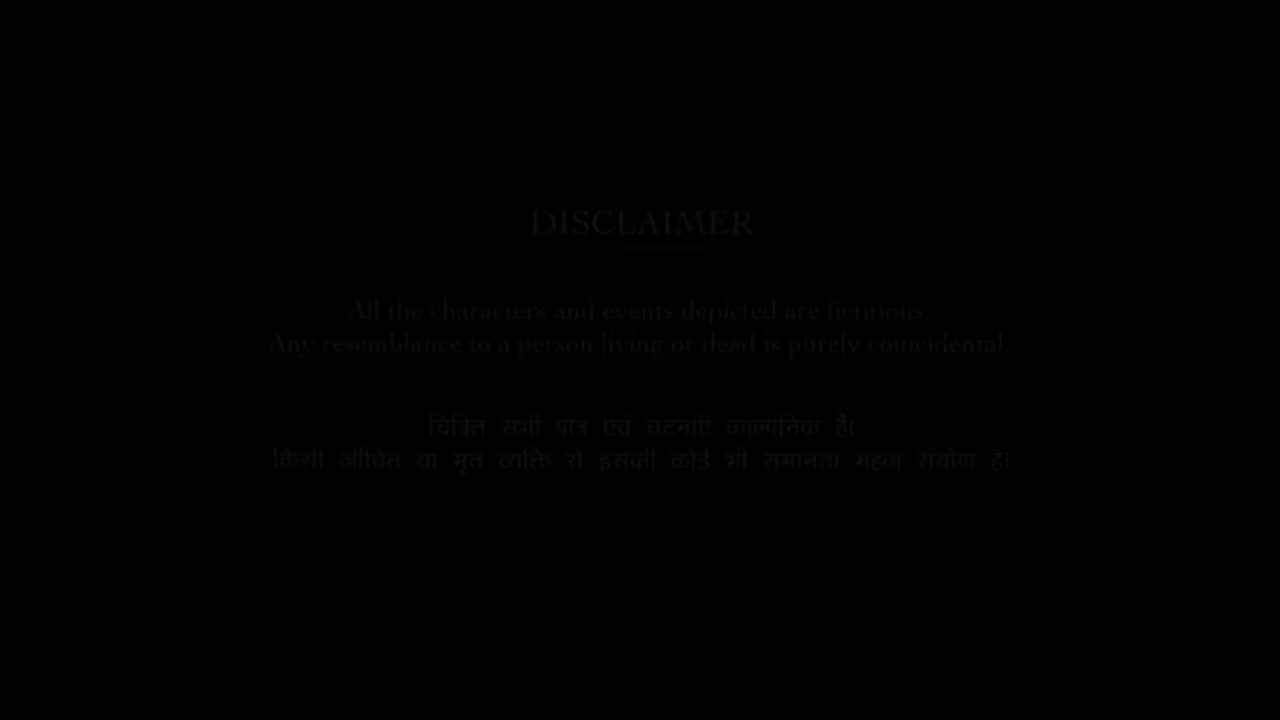 DISCLAIMER
All the characters and events depicted are fictitious.
Any resemblance to a person living or dead is purely coincidental.
चित्रित सभी पात्र एवं घटनाएँ काल्पनिक हैं।
किसी जीवित या मृत व्यक्ति से इसकी कोई भी समानता महज संयोग है।